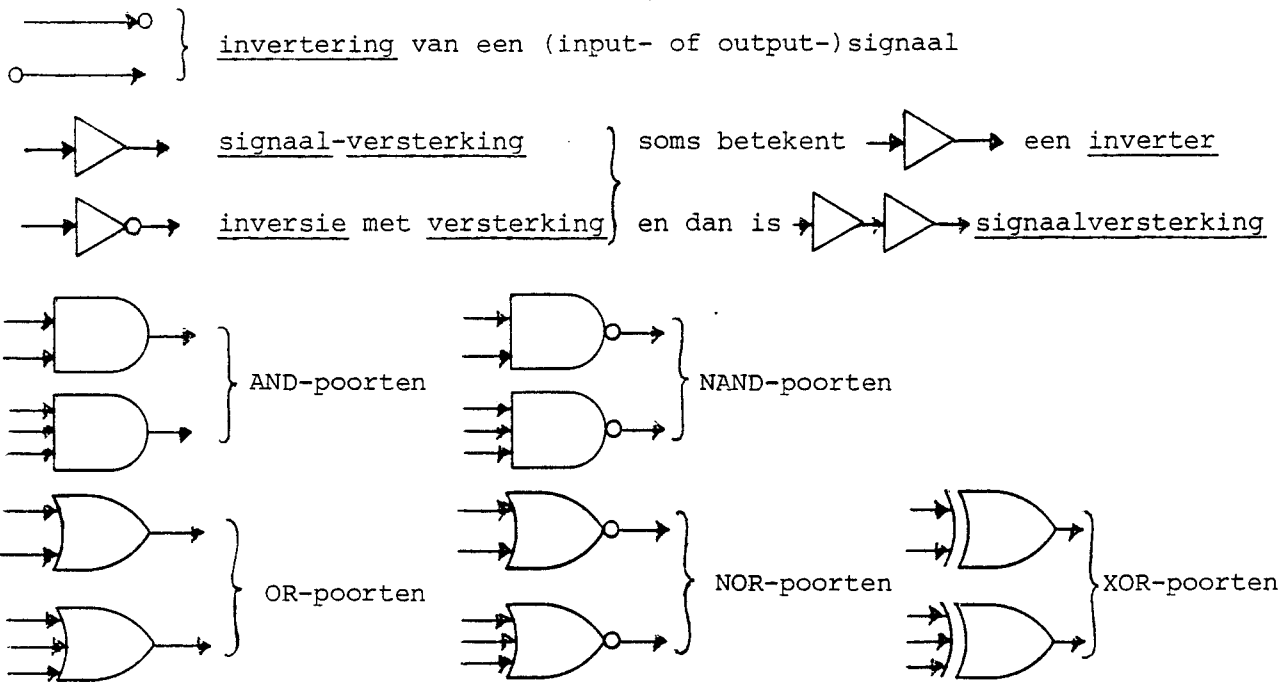 invertering van een (input- of output-)signaal
signaal-versterking soms betekent een inverter
inversie met versterking en dan is signaalversterking
AND-poorten NAND-poorten
OR-poorten NOR-poorten XOR-poorten